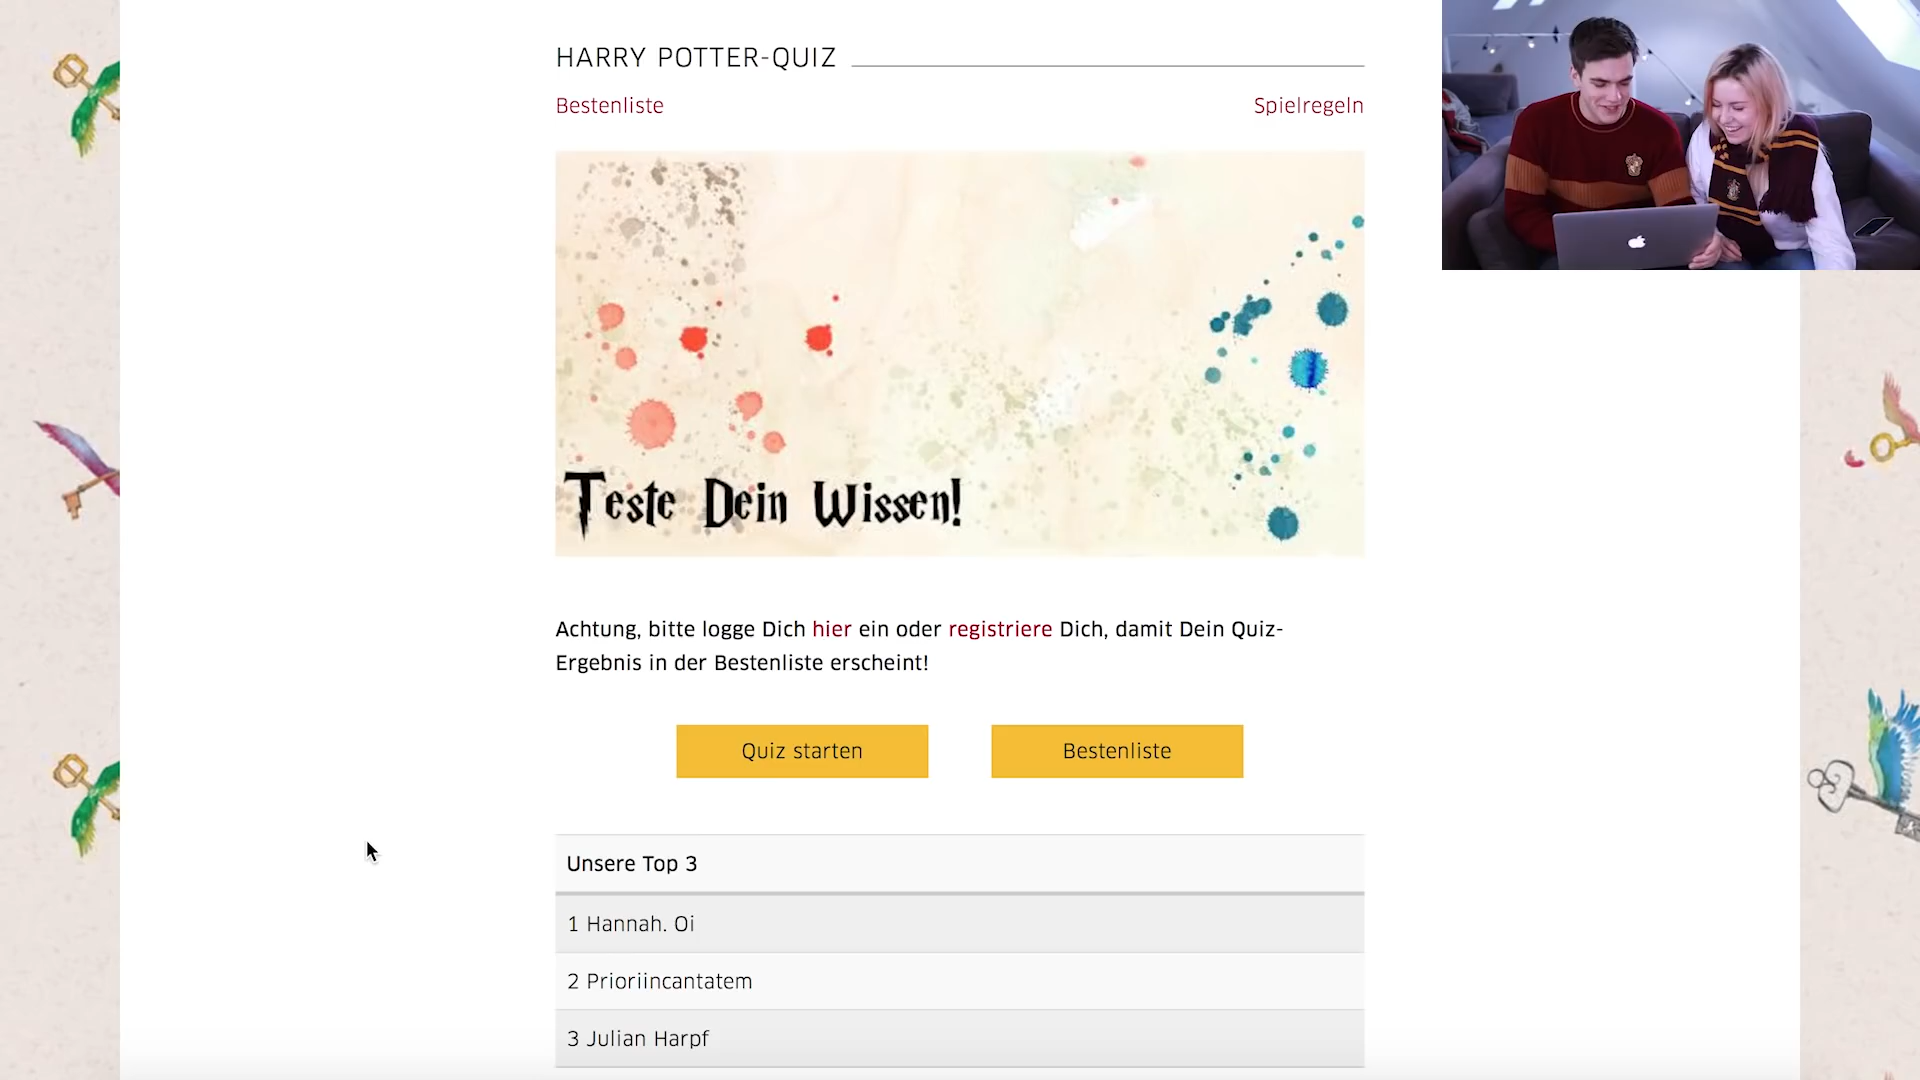 HARRY POTTER-QUIZ
Bestenliste
Spielregeln
Teste Dein Wissen!
Achtung, bitte logge Dich hier ein oder registriere Dich, damit Dein Quiz-
Ergebnis in der Bestenliste erscheint!
Quiz starten
Bestenliste
Unsere Top 3
1 Hannah. Oi
2 Prioriincantatem
3 Julian Harpf